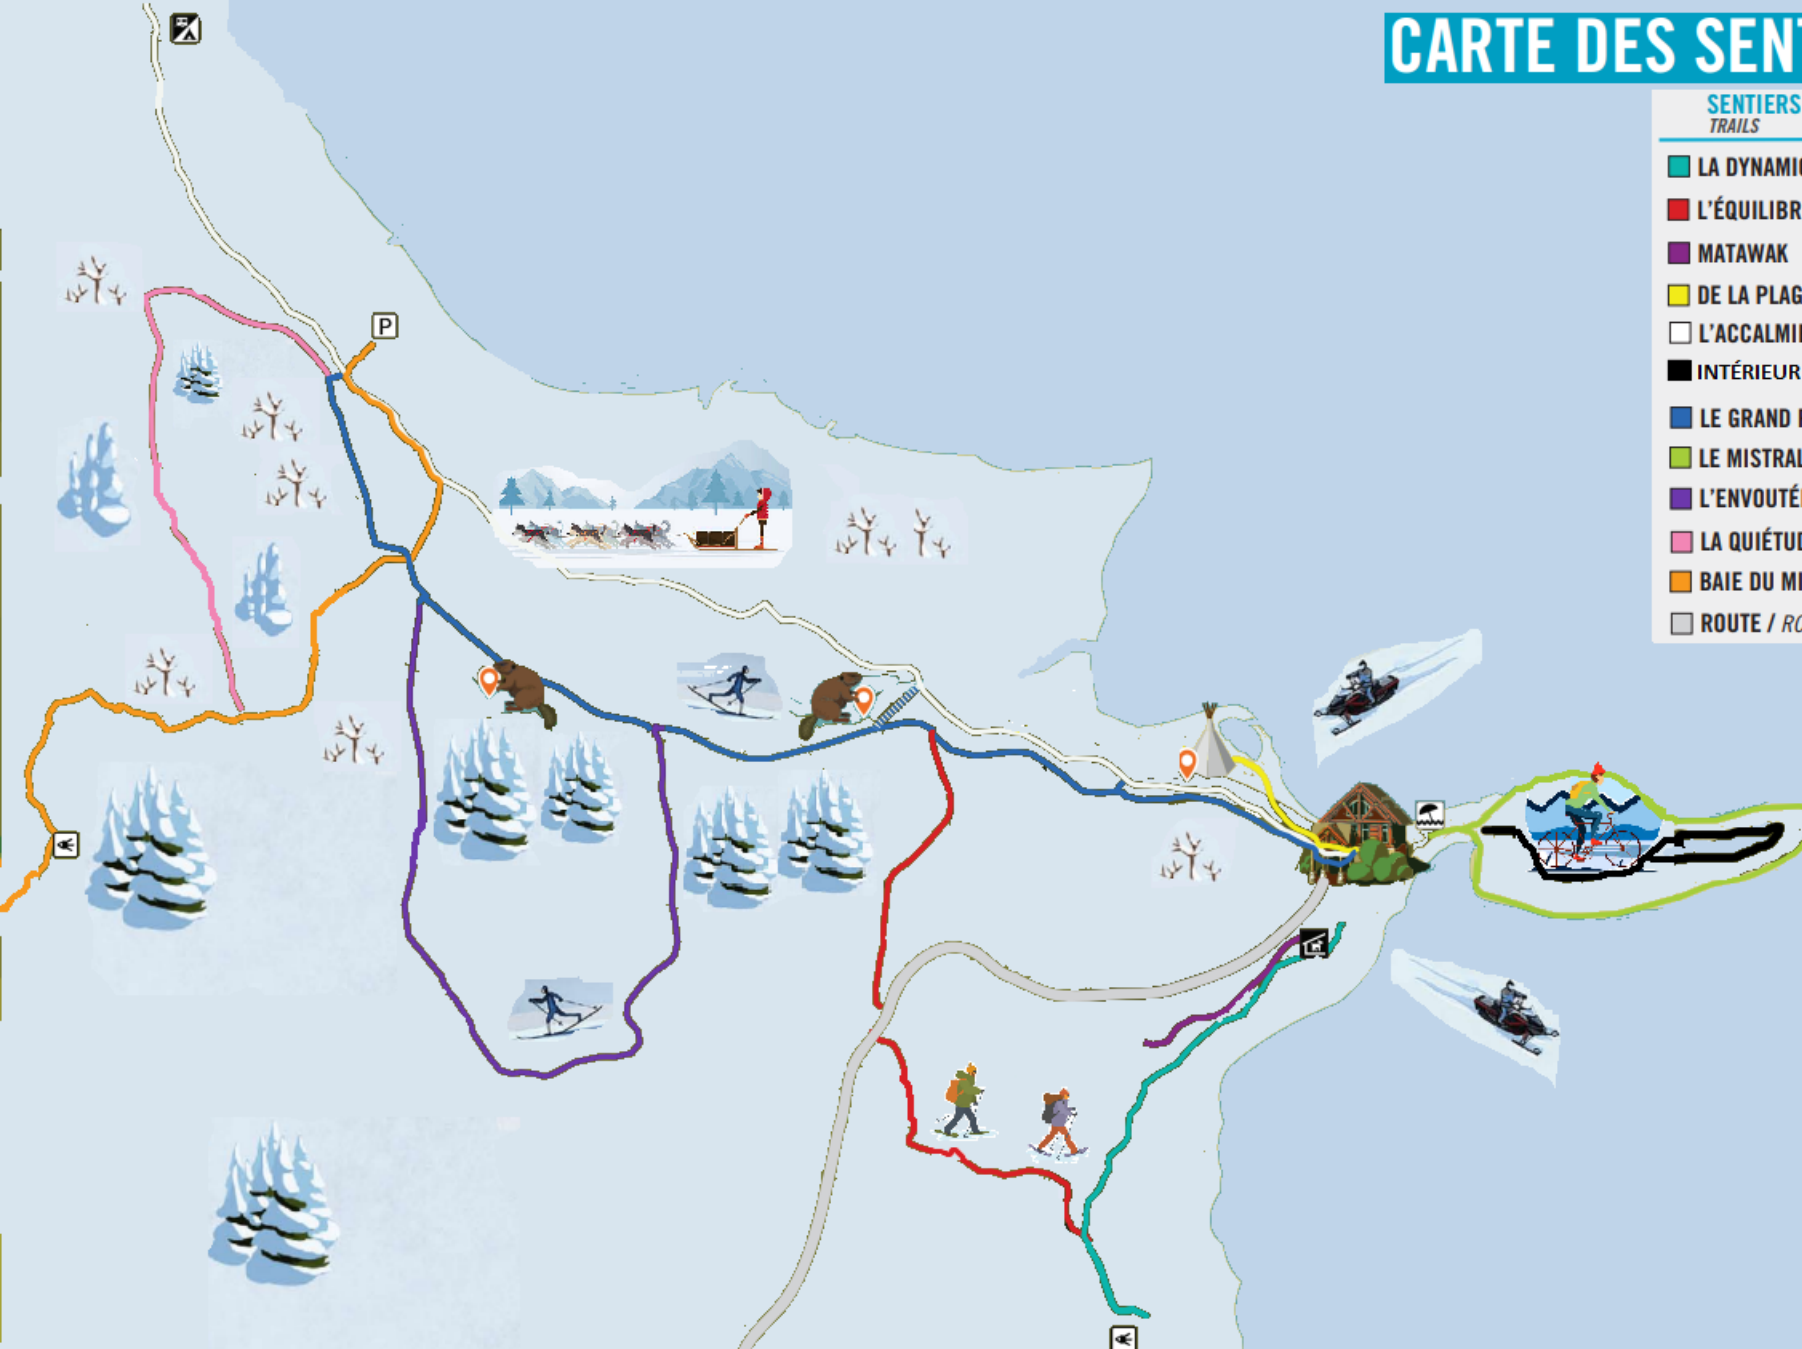 CARTE DES SENT
SENTIERS
TRAILS
LA DYNAMI
L'ÉQUILIBR
MATAWAK
DE LA PLAG
L'ACCALMI
INTÉRIEUR
LE GRAND
LE MISTRAL
L'ENVOUTÉ
LA QUIÉTUD
BAIE DU M
ROUTE / RO
P